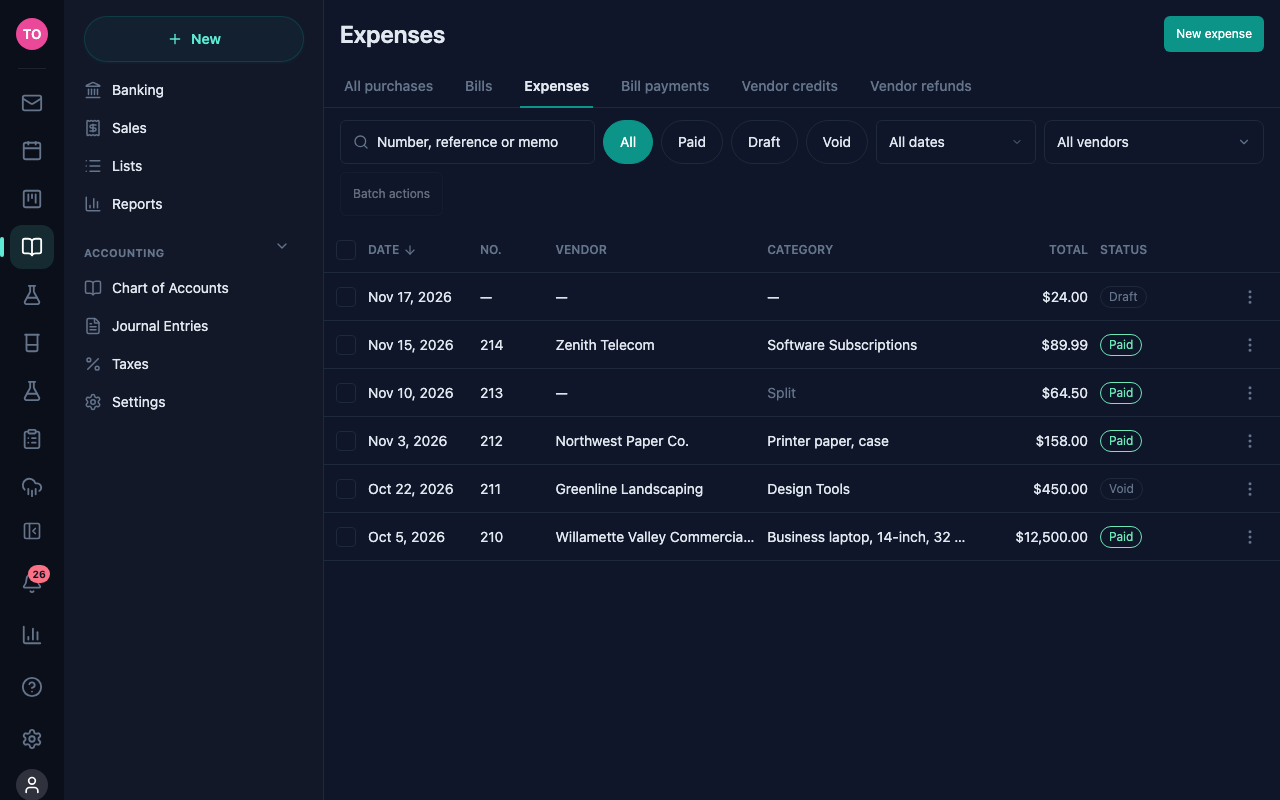 TO
New
Banking
Sales
Lists
Reports
ACCOUNTING
Chart of Accounts
Journal Entries
Taxes
Settings
26
Expenses
New expense
All purchases Bills Expenses Bill payments Vendor credits Vendor refunds
Number, reference or memo All Paid Draft Void All dates All vendors
Batch actions
DATE NO. VENDOR CATEGORY TOTAL STATUS
Nov 17, 2026 — — — $24.00 Draft
Nov 15, 2026 214 Zenith Telecom Software Subscriptions $89.99 Paid
Nov 10, 2026 213 — Split $64.50 Paid
Nov 3, 2026 212 Northwest Paper Co. Printer paper, case $158.00 Paid
Oct 22, 2026 211 Greenline Landscaping Design Tools $450.00 Void
Oct 5, 2026 210 Willamette Valley Commercia... Business laptop, 14-inch, 32 ... $12,500.00 Paid